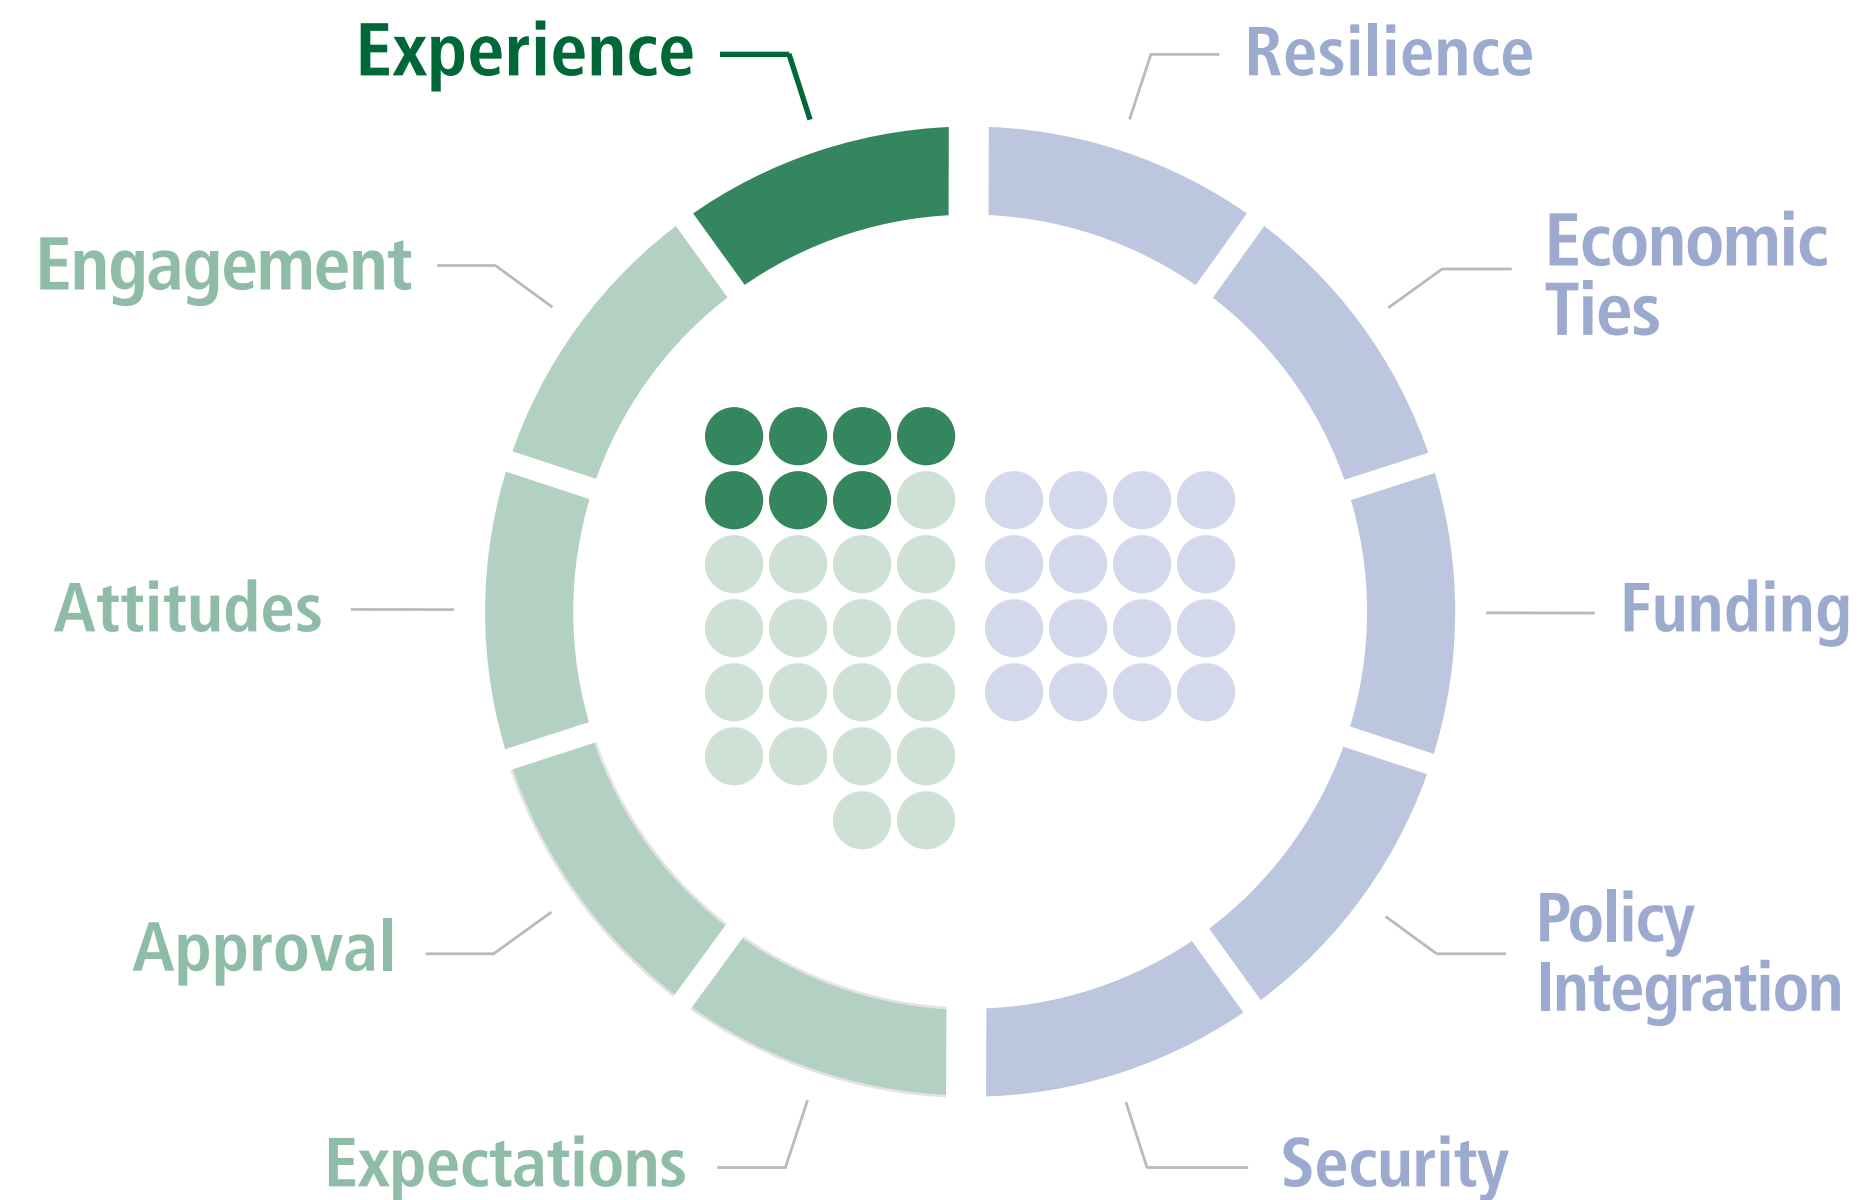 Experience
Resilience
Engagement
Economic
Ties
Attitudes
Funding
Approval
Policy
Integration
Expectations
Security